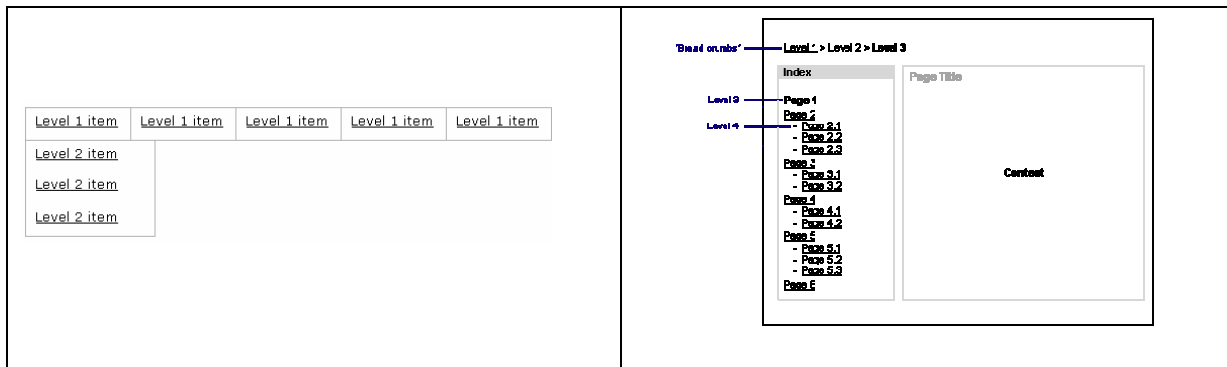 Level 1 item Level 1 item Level 1 item Level 1 item Level 1 item
Level 2 item
Level 2 item
Level 2 item
"Bread crumbs"
Level 1 > Level 2 > Level 3
Index
Page Title
Level 3
Page 1
Page 2
Level 4
- Page 2.1
- Page 2.2
- Page 2.3
Page 3
- Page 3.1
- Page 3.2
Content
Page 4
- Page 4.1
- Page 4.2
Page 5
- Page 5.1
- Page 5.2
- Page 5.3
Page 6